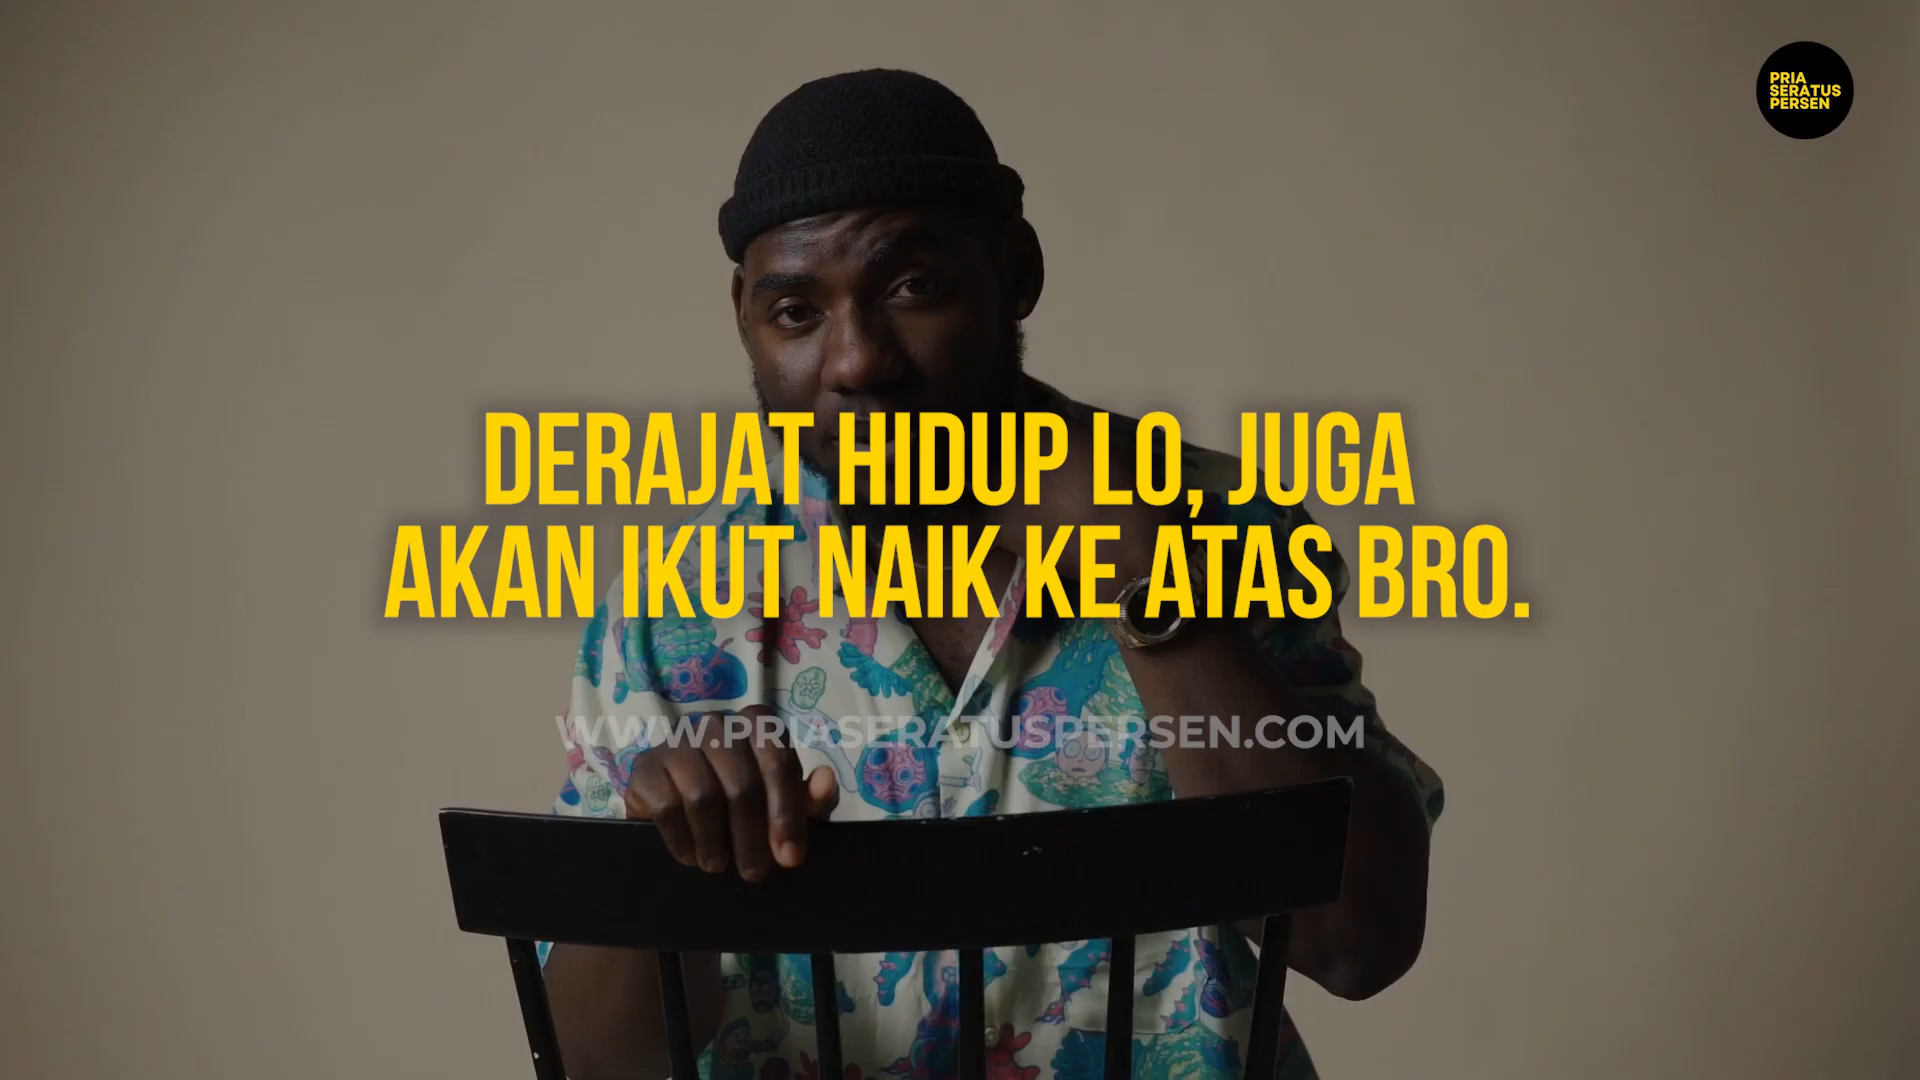 PRIA
SERATUS
PERSEN
DERAJAT HIDUP LO, JUGA
AKAN IKUT NAIK KE ATAS BRO.
WWW.PRIASERATUSPERSEN.COM